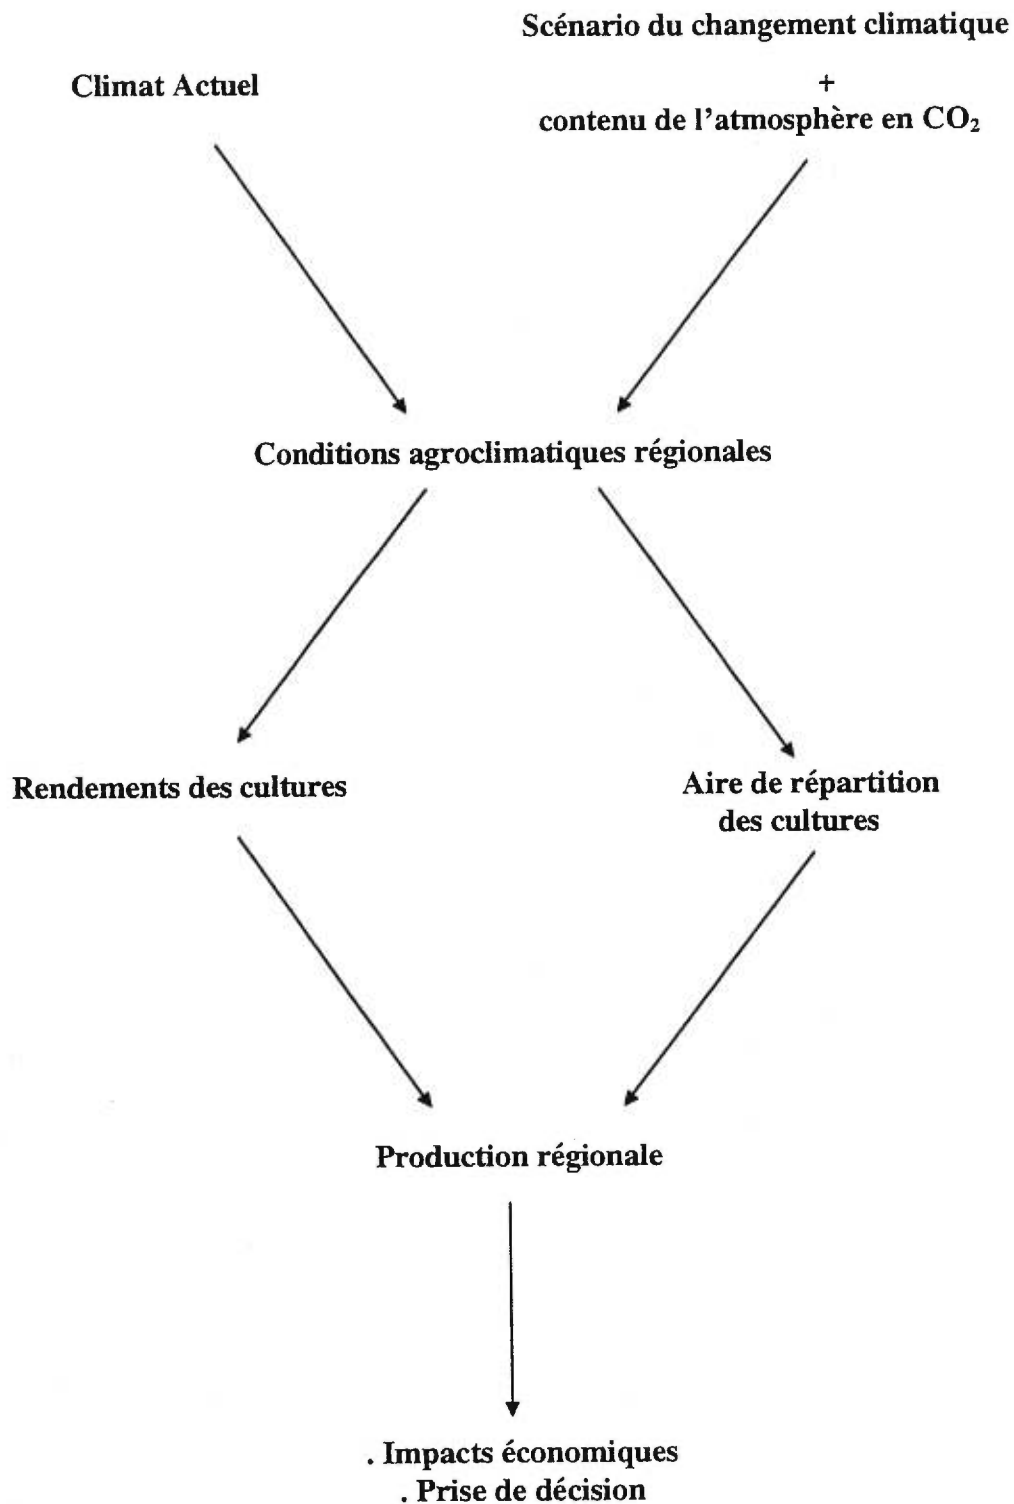 Scénario du changement climatique
Climat Actuel
+
contenu de l'atmosphère en CO₂
Conditions agroclimatiques régionales
Rendements des cultures
Aire de répartition
des cultures
Production régionale
. Impacts économiques
. Prise de décision